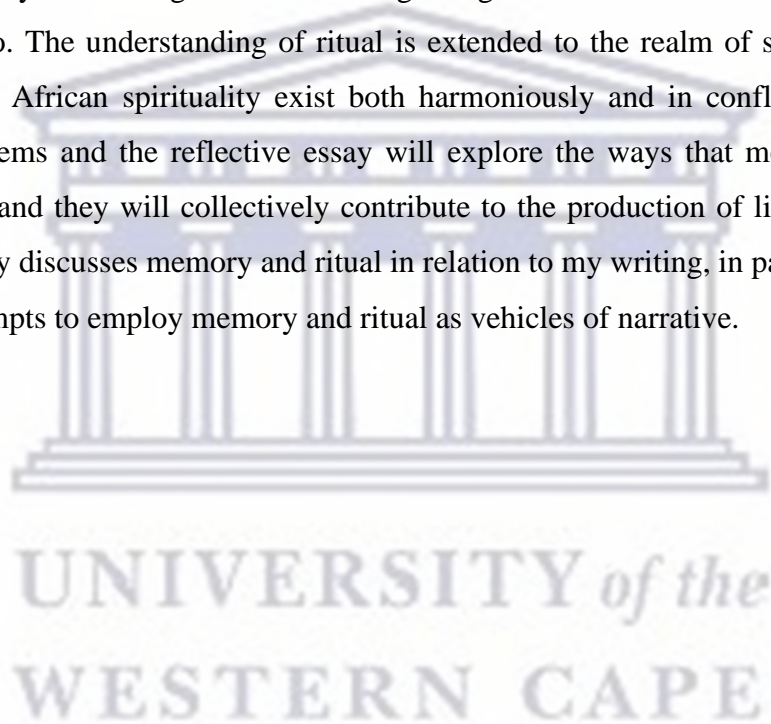 o. The understanding of ritual is extended to the realm of s
African spirituality exist both harmoniously and in confl
ems and the reflective essay will explore the ways that m
and they will collectively contribute to the production of li
y discusses memory and ritual in relation to my writing, in pa
mpts to employ memory and ritual as vehicles of narrative.
UNIVERSITY of the
WESTERN CAPE